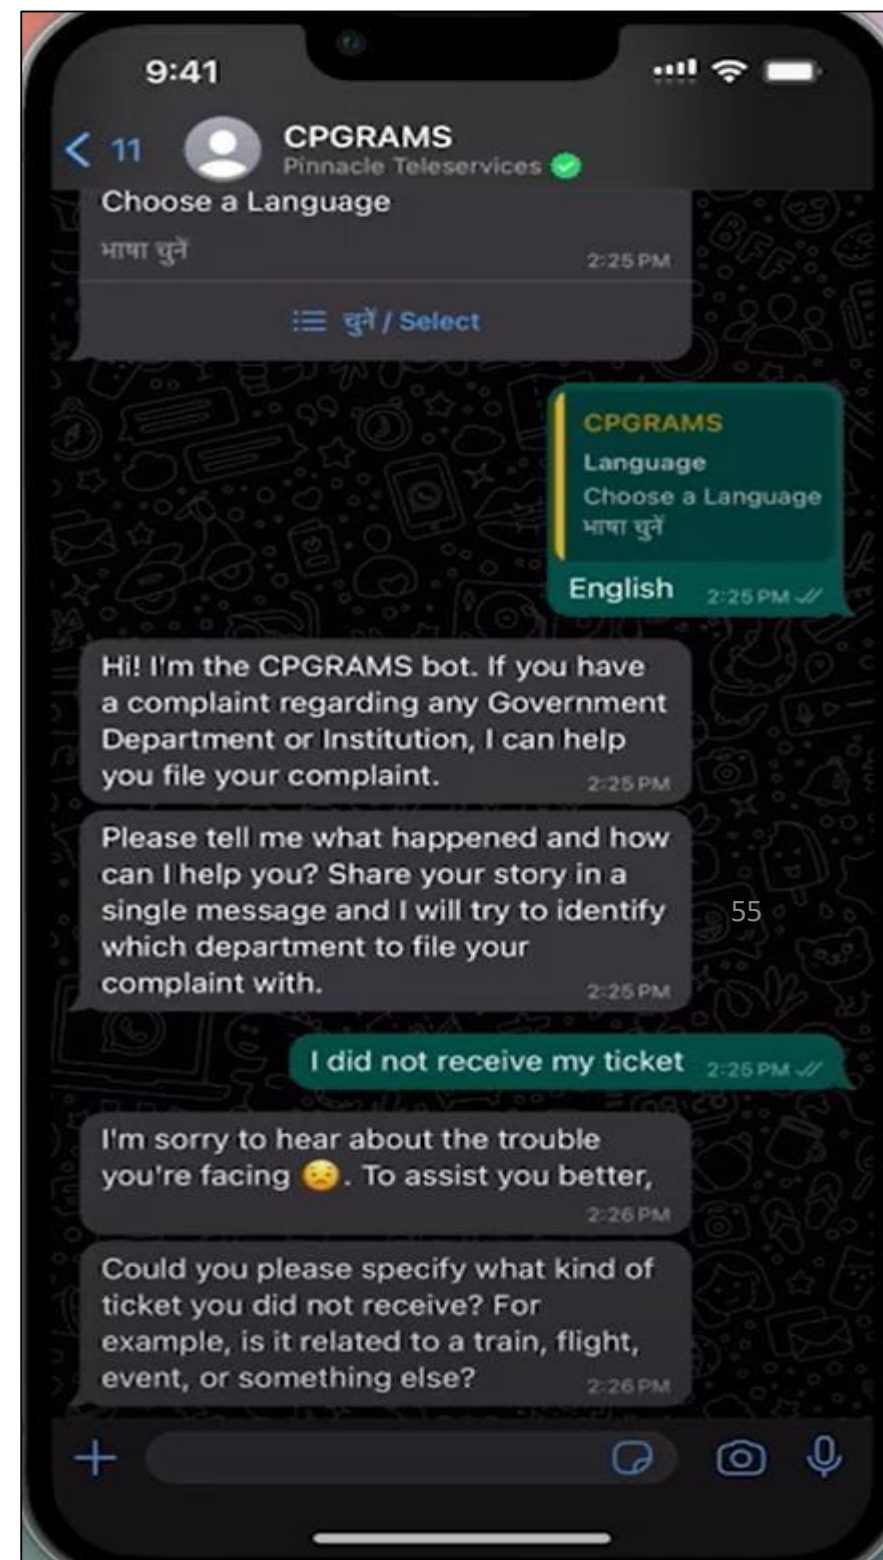 9:41
11
CPGRAMS
Pinnacle Teleservices
Choose a Language
भाषा चुनें
2:25 PM
चुनें / Select
CPGRAMS
Language
Choose a Language
भाषा चुनें
English 2:25 PM
Hi! I'm the CPGRAMS bot. If you have
a complaint regarding any Government
Department or Institution, I can help
you file your complaint. 2:25 PM
Please tell me what happened and how
can I help you? Share your story in a
single message and I will try to identify
which department to file your
complaint with. 2:25 PM
55
I did not receive my ticket 2:25 PM
I'm sorry to hear about the trouble
you're facing 😟. To assist you better,
2:26 PM
Could you please specify what kind of
ticket you did not receive? For
example, is it related to a train, flight,
event, or something else? 2:26 PM